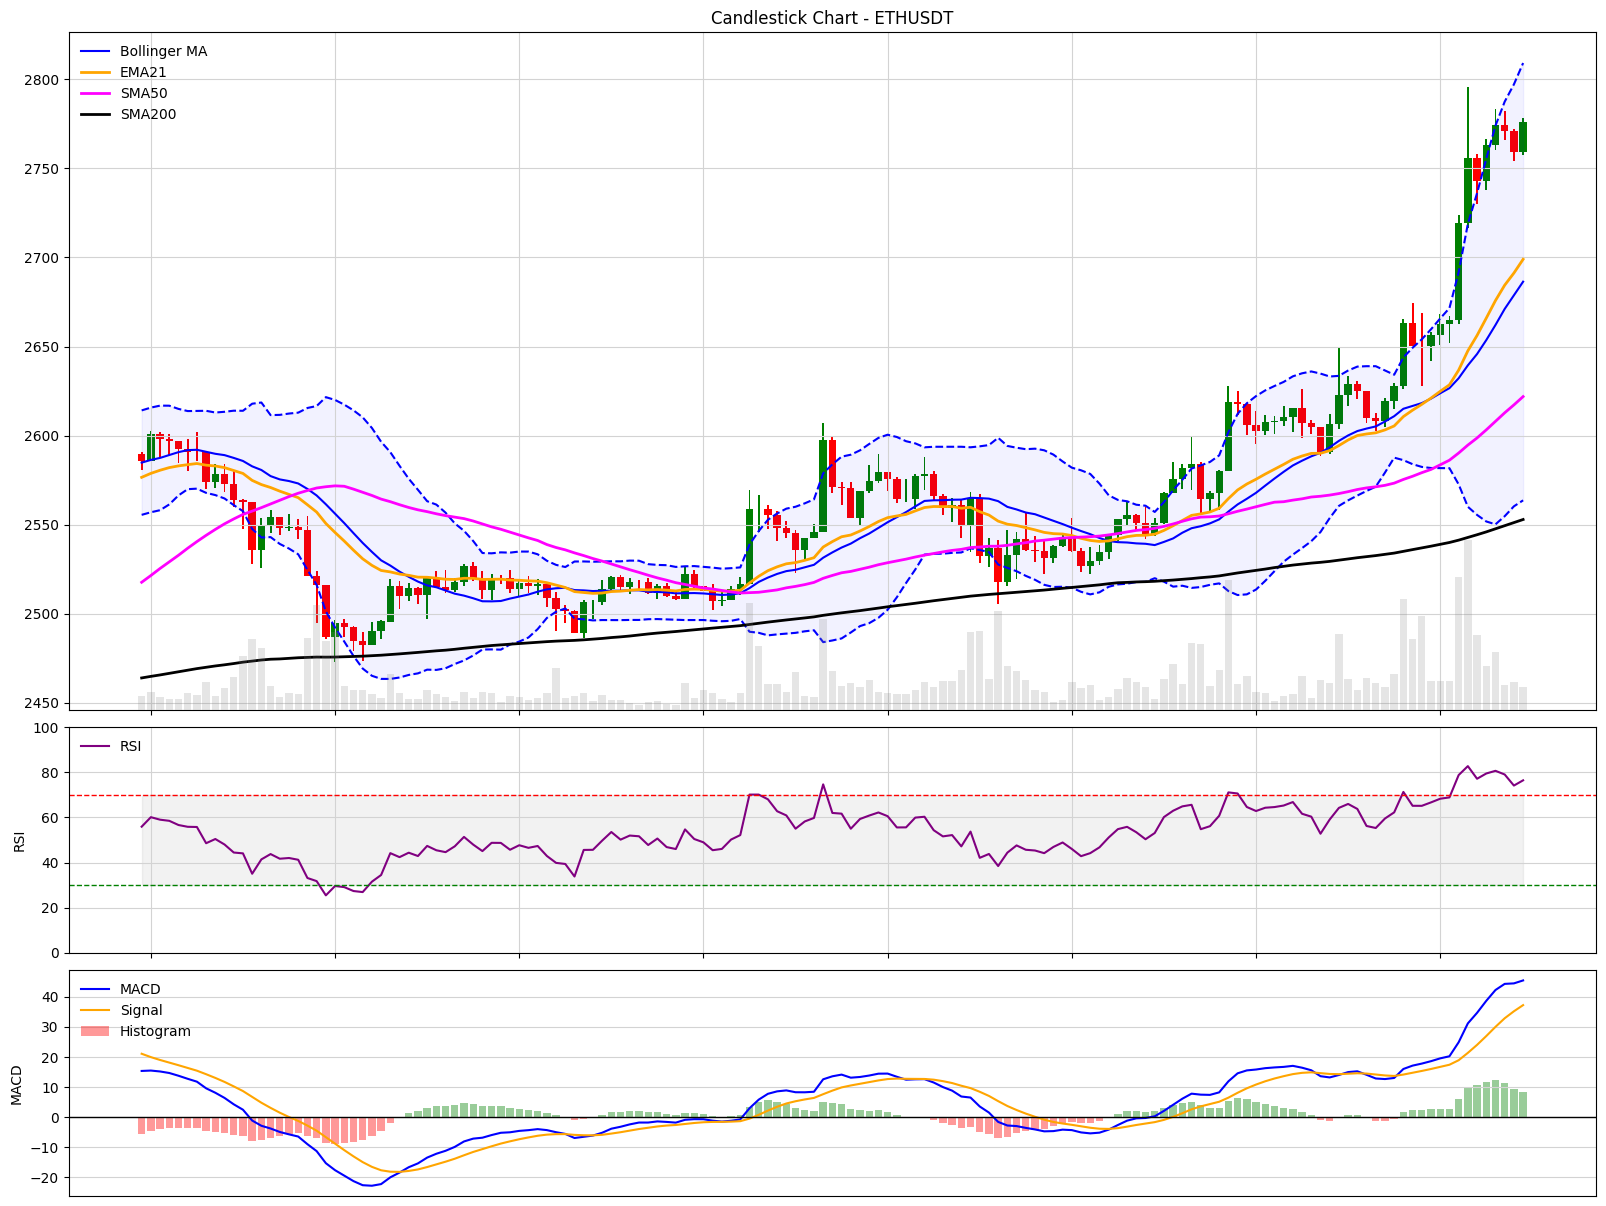 Candlestick Chart - ETHUSDT
Bollinger MA
EMA21
SMA50
SMA200
2800
2750
2700
2650
2600
2550
2500
2450
RSI
100
80
60
40
20
0
RSI
MACD
Signal
Histogram
40
30
20
10
0
−10
−20
MACD